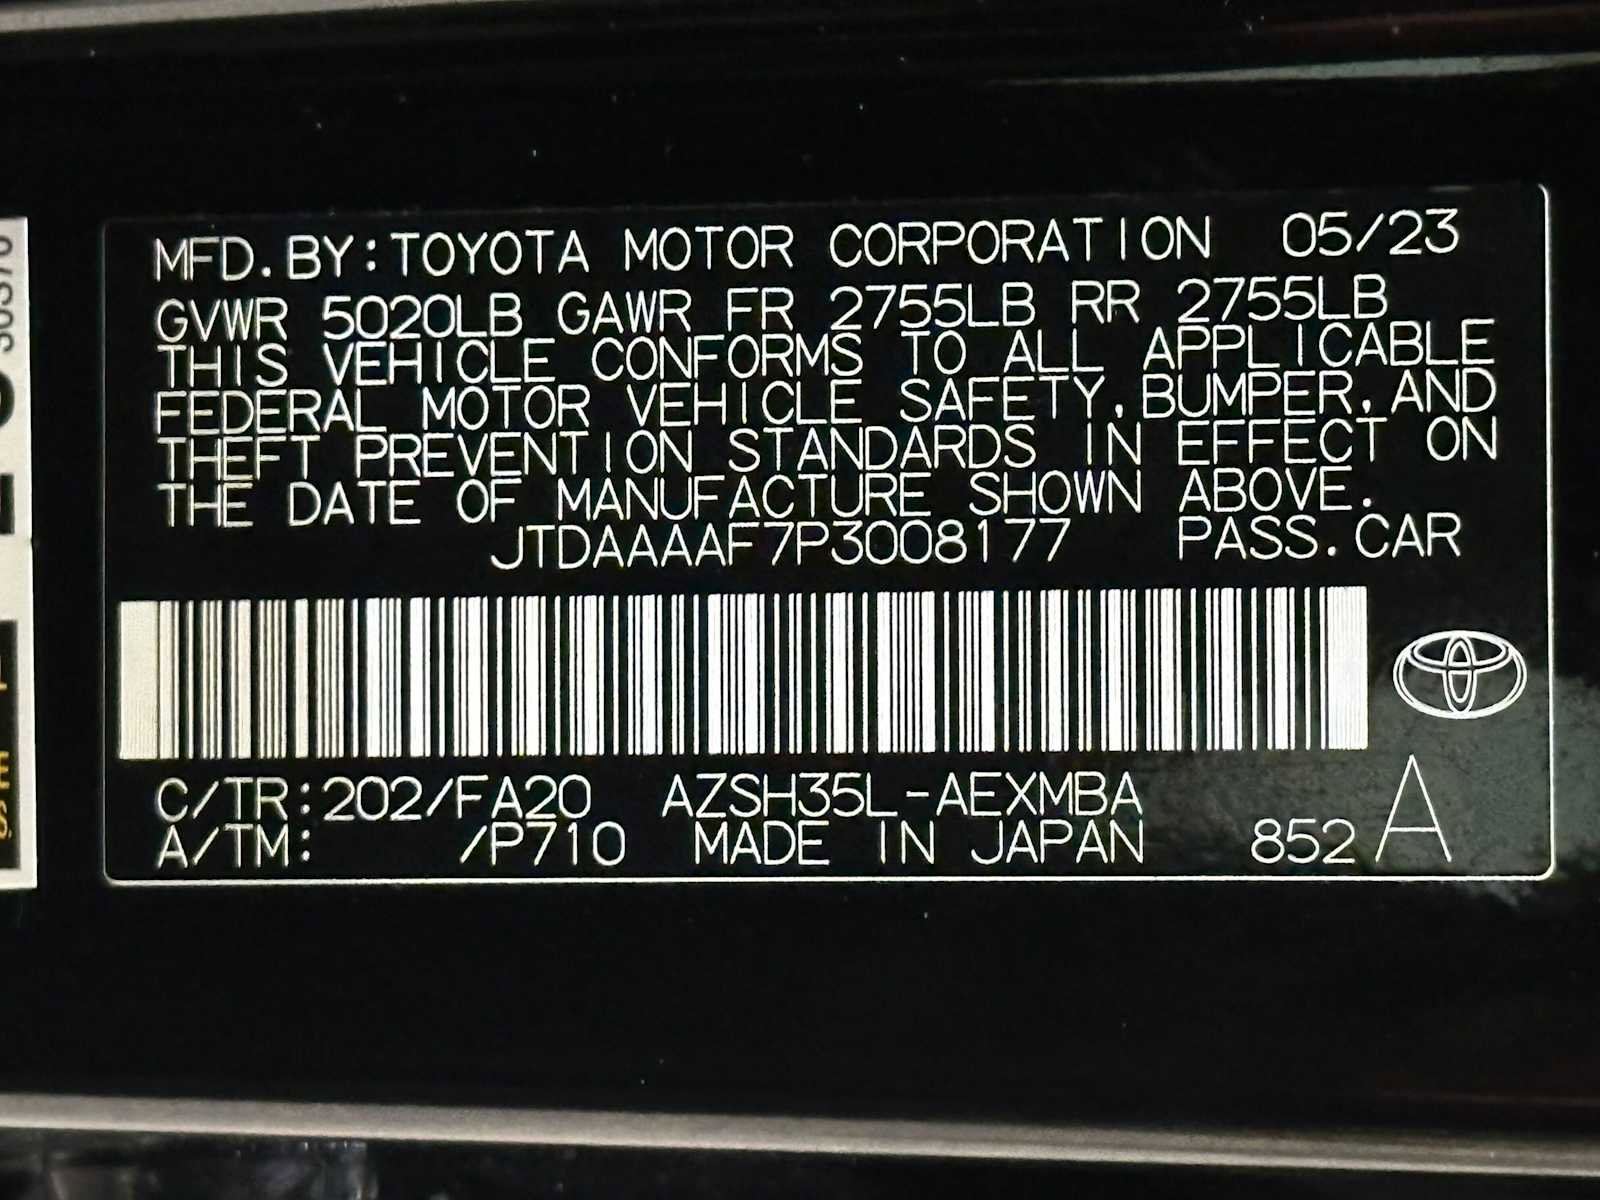 MFD.BY:TOYOTA MOTOR CORPORATION 05/23
GVWR 5020LB GAWR FR 2755LB RR 2755LB
THIS VEHICLE CONFORMS TO ALL APPLICABLE
FEDERAL MOTOR VEHICLE SAFETY,BUMPER,AND
THEFT PREVENTION STANDARDS IN EFFECT ON
THE DATE OF MANUFACTURE SHOWN ABOVE.
JTDAAAAF7P3008177 PASS.CAR
C/TR:202/FA20 AZSH35L-AEXMBA
A/TM: /P710 MADE IN JAPAN 852 A